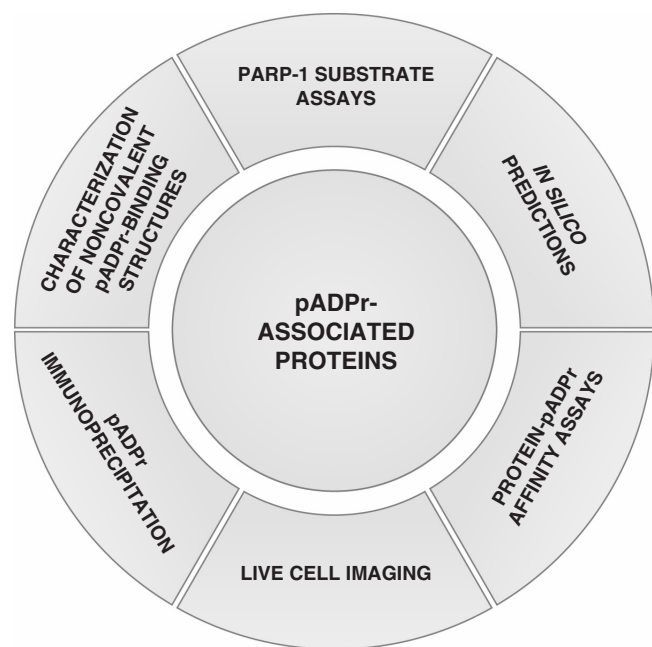 PARP-1 SUBSTRATE
ASSAYS
IN SILICO
PREDICTIONS
PROTEIN-pADPr
AFFINITY ASSAYS
LIVE CELL IMAGING
pADPr
IMMUNOPRECIPITATION
CHARACTERIZATION
OF NONCOVALENT
pADPr-BINDING
STRUCTURES
pADPr-
ASSOCIATED
PROTEINS